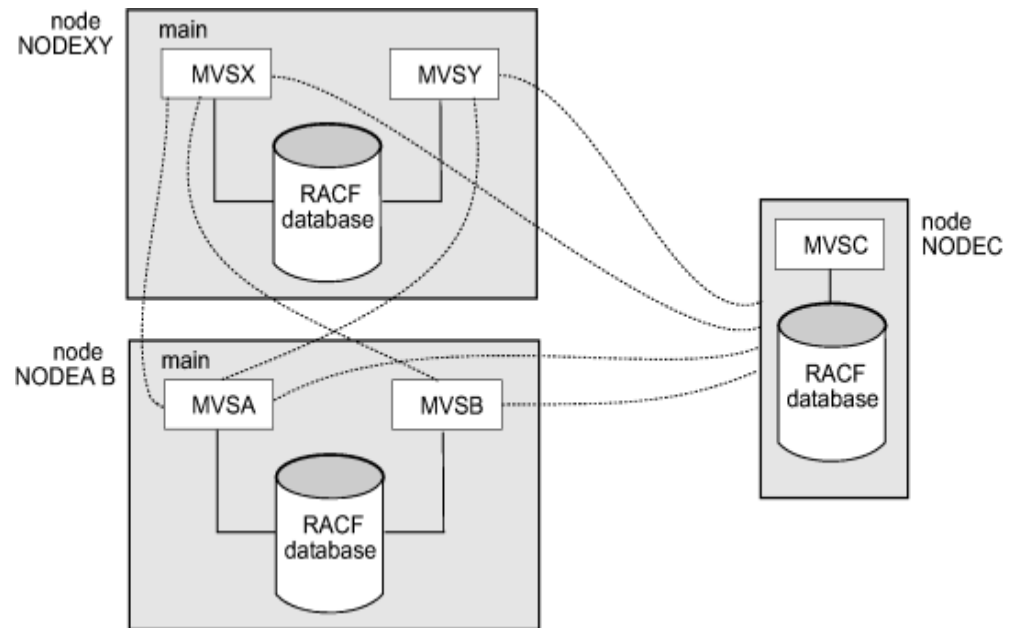 node
NODEXY
main
MVSX
MVSY
RACF
database
node
NODEC
MVSC
RACF
database
node
NODEA B
main
MVSA
MVSB
RACF
database